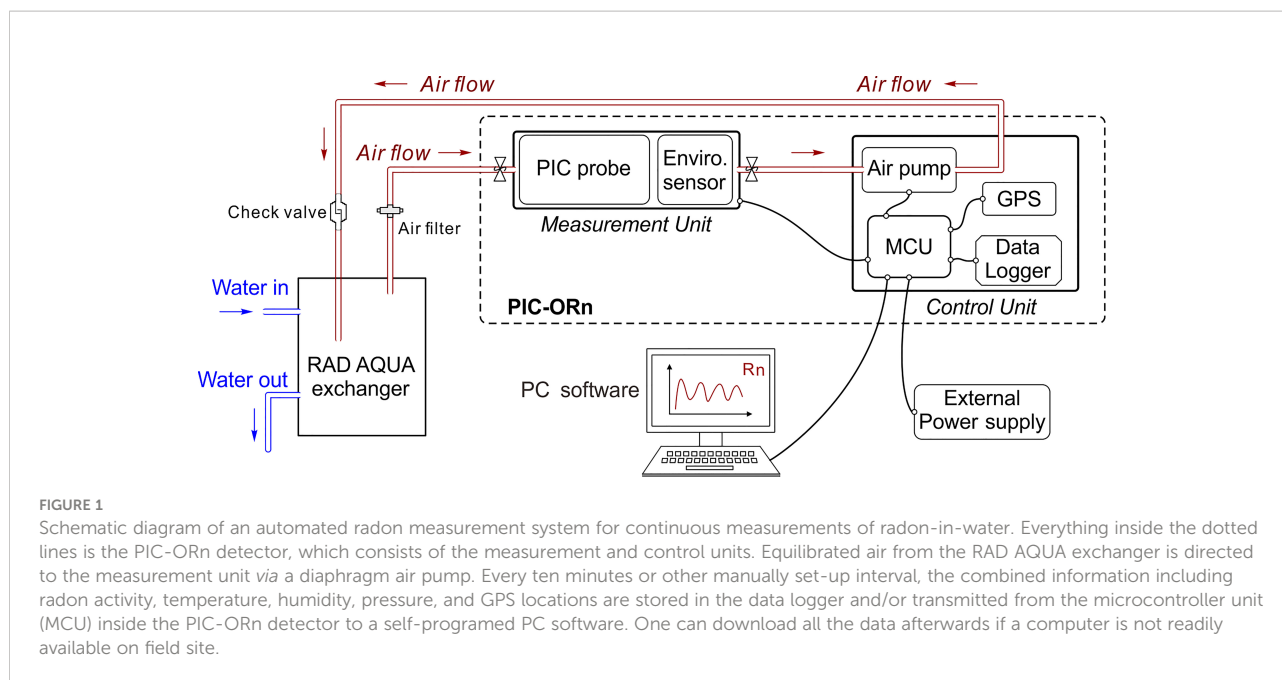 Air flow
Air flow
Air flow
PIC probe
Enviro.
sensor
Air pump
GPS
Check valve
Air filter
Measurement Unit
MCU
Data
Logger
Water in
PIC-ORn
Control Unit
RAD AQUA
exchanger
Water out
PC software
Rn
External
Power supply
FIGURE 1
Schematic diagram of an automated radon measurement system for continuous measurements of radon-in-water. Everything inside the dotted
lines is the PIC-ORn detector, which consists of the measurement and control units. Equilibrated air from the RAD AQUA exchanger is directed
to the measurement unit via a diaphragm air pump. Every ten minutes or other manually set-up interval, the combined information including
radon activity, temperature, humidity, pressure, and GPS locations are stored in the data logger and/or transmitted from the microcontroller unit
(MCU) inside the PIC-ORn detector to a self-programed PC software. One can download all the data afterwards if a computer is not readily
available on field site.